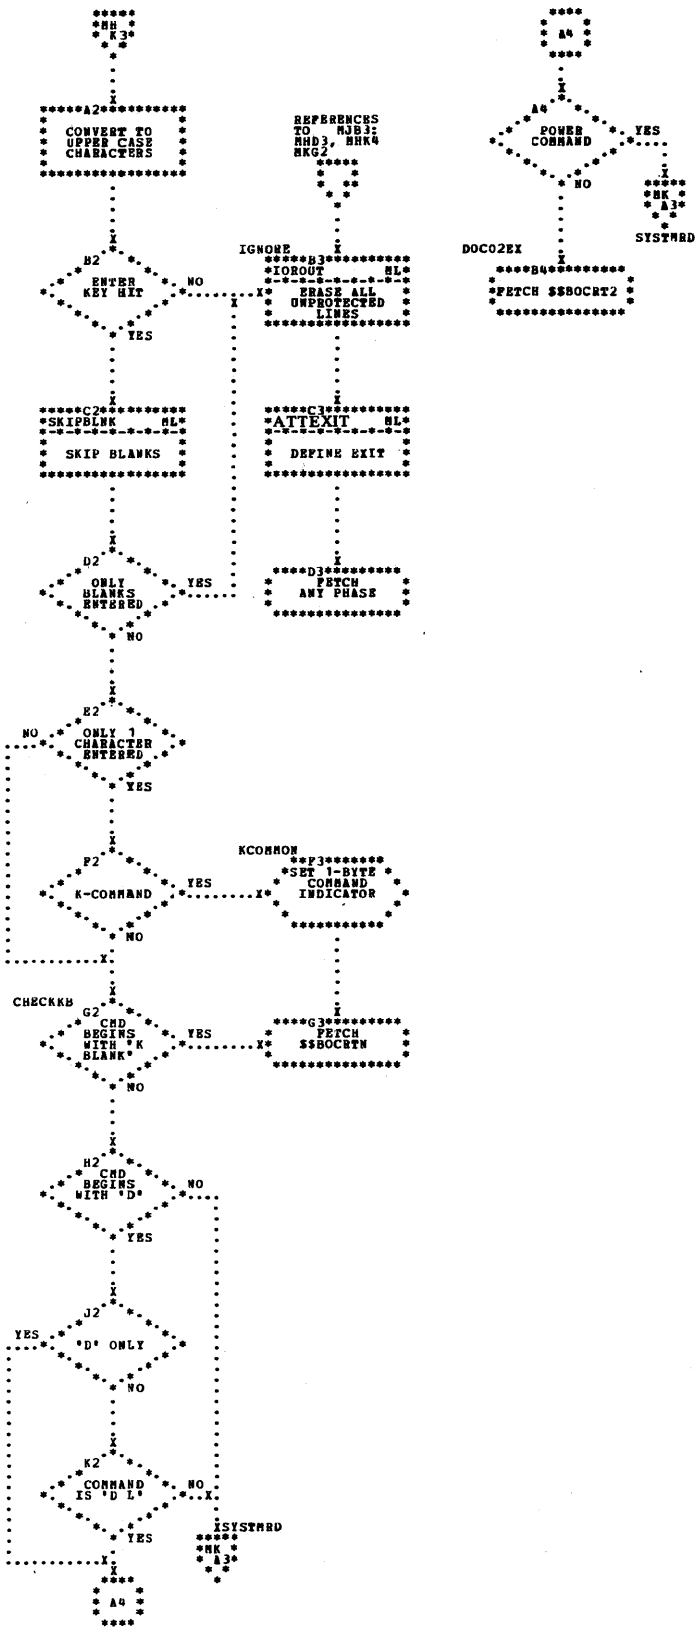 MH
K3
A2
CONVERT TO
UPPER CASE
CHARACTERS
B2
ENTER
KEY HIT
NO
YES
C2
SKIPBLNK ML
SKIP BLANKS
D2
ONLY
BLANKS
ENTERED
YES
NO
E2
ONLY 1
CHARACTER
ENTERED
NO
YES
F2
K-COMMAND
YES
NO
CHECKKB
G2
CMD
BEGINS
WITH 'K
BLANK'
YES
NO
H2
CMD
BEGINS
WITH 'D'
NO
YES
J2
'D' ONLY
YES
NO
K2
COMMAND
IS 'D L'
NO
YES
A4
SYSTMRD
MK
A3
REFERENCES
TO MJB3:
MHD3, MHK4
MKG2
IGNORE
B3
IOROUT ML
ERASE ALL
UNPROTECTED
LINES
C3
ATTEXIT ML
DEFINE EXIT
D3
FETCH
ANY PHASE
KCOMMON
F3
SET 1-BYTE
COMMAND
INDICATOR
G3
FETCH
$$BOCRTN
A4
A4
POWER
COMMAND
YES
NO
MK
A3
SYSTMRD
DOCO2EX
B4
FETCH $$BOCRT2